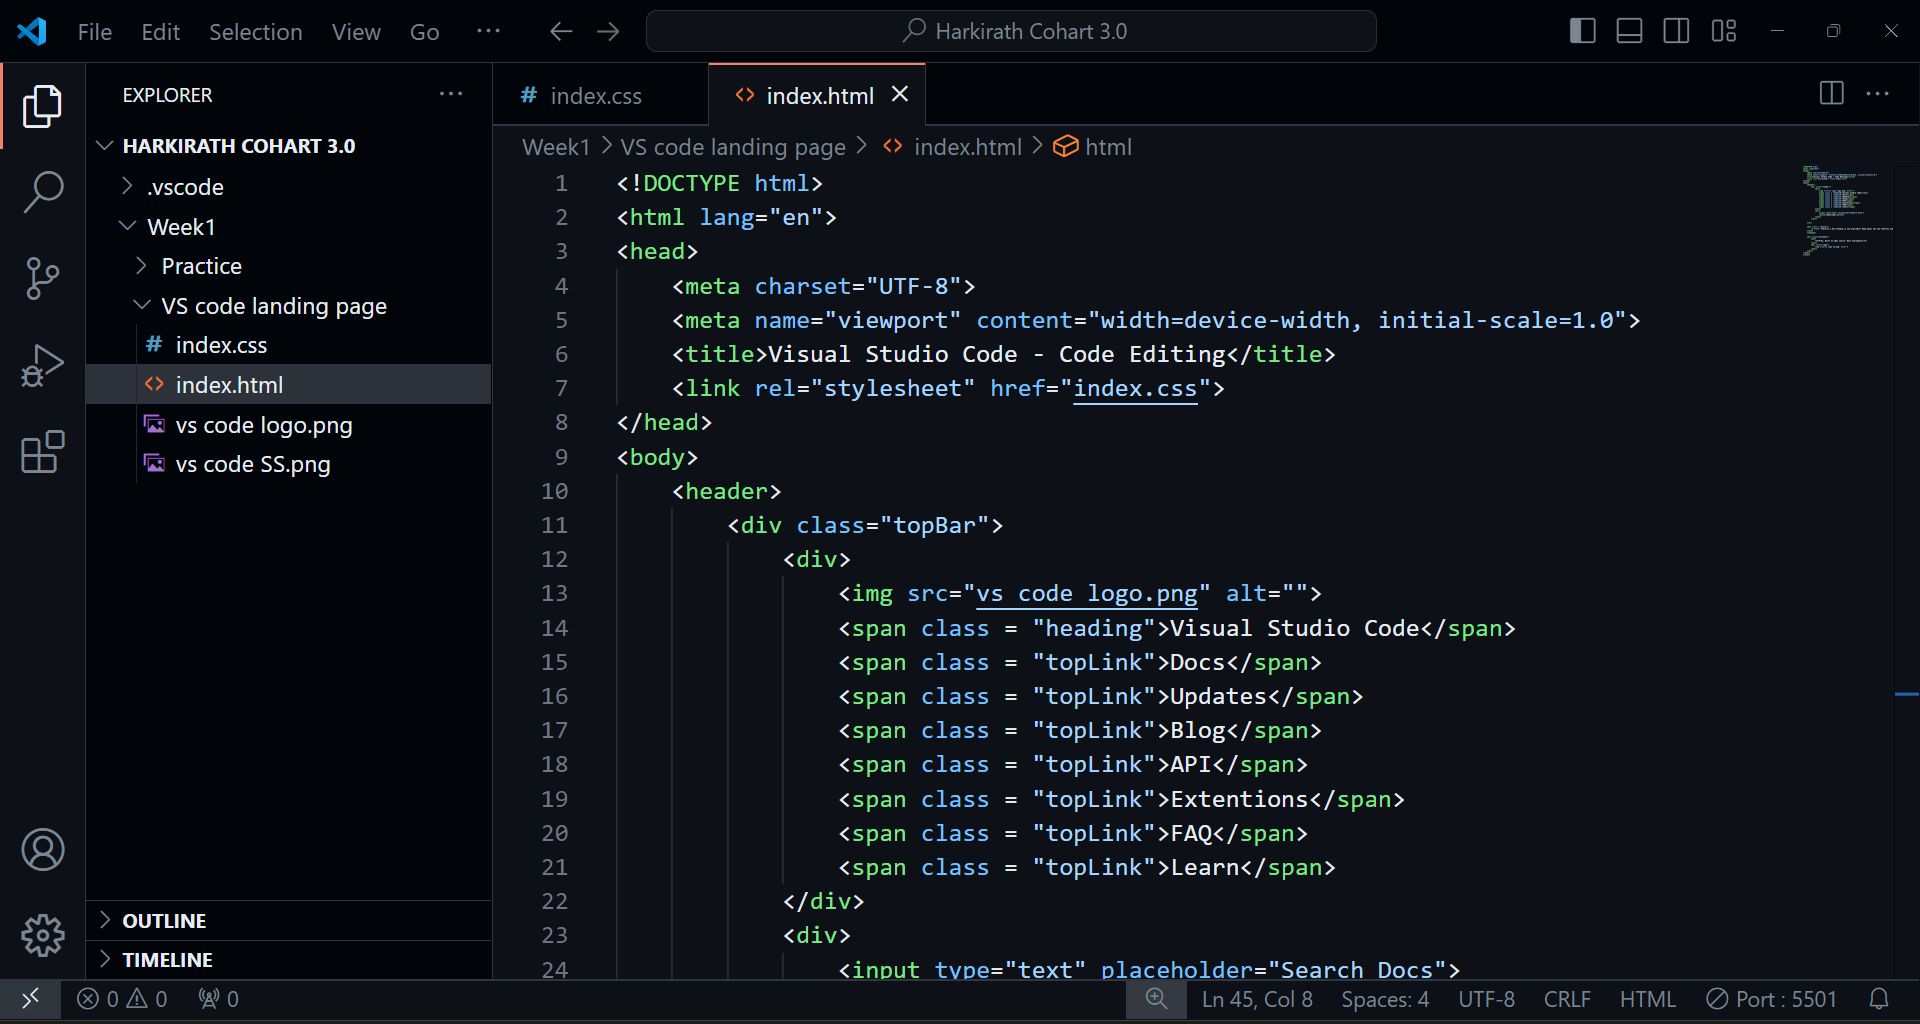 File Edit Selection View Go ··· Harkirath Cohart 3.0
EXPLORER ···
HARKIRATH COHART 3.0
.vscode
Week1
Practice
VS code landing page
# index.css
<> index.html
vs code logo.png
vs code SS.png
OUTLINE
TIMELINE
# index.css <> index.html
Week1 > VS code landing page > <> index.html > html
1 <!DOCTYPE html>
2 <html lang="en">
3 <head>
4 <meta charset="UTF-8">
5 <meta name="viewport" content="width=device-width, initial-scale=1.0">
6 <title>Visual Studio Code - Code Editing</title>
7 <link rel="stylesheet" href="index.css">
8 </head>
9 <body>
10 <header>
11 <div class="topBar">
12 <div>
13 <img src="vs code logo.png" alt="">
14 <span class = "heading">Visual Studio Code</span>
15 <span class = "topLink">Docs</span>
16 <span class = "topLink">Updates</span>
17 <span class = "topLink">Blog</span>
18 <span class = "topLink">API</span>
19 <span class = "topLink">Extentions</span>
20 <span class = "topLink">FAQ</span>
21 <span class = "topLink">Learn</span>
22 </div>
23 <div>
24 <input type="text" placeholder="Search Docs">
0 0 0 Ln 45, Col 8 Spaces: 4 UTF-8 CRLF HTML Port : 5501